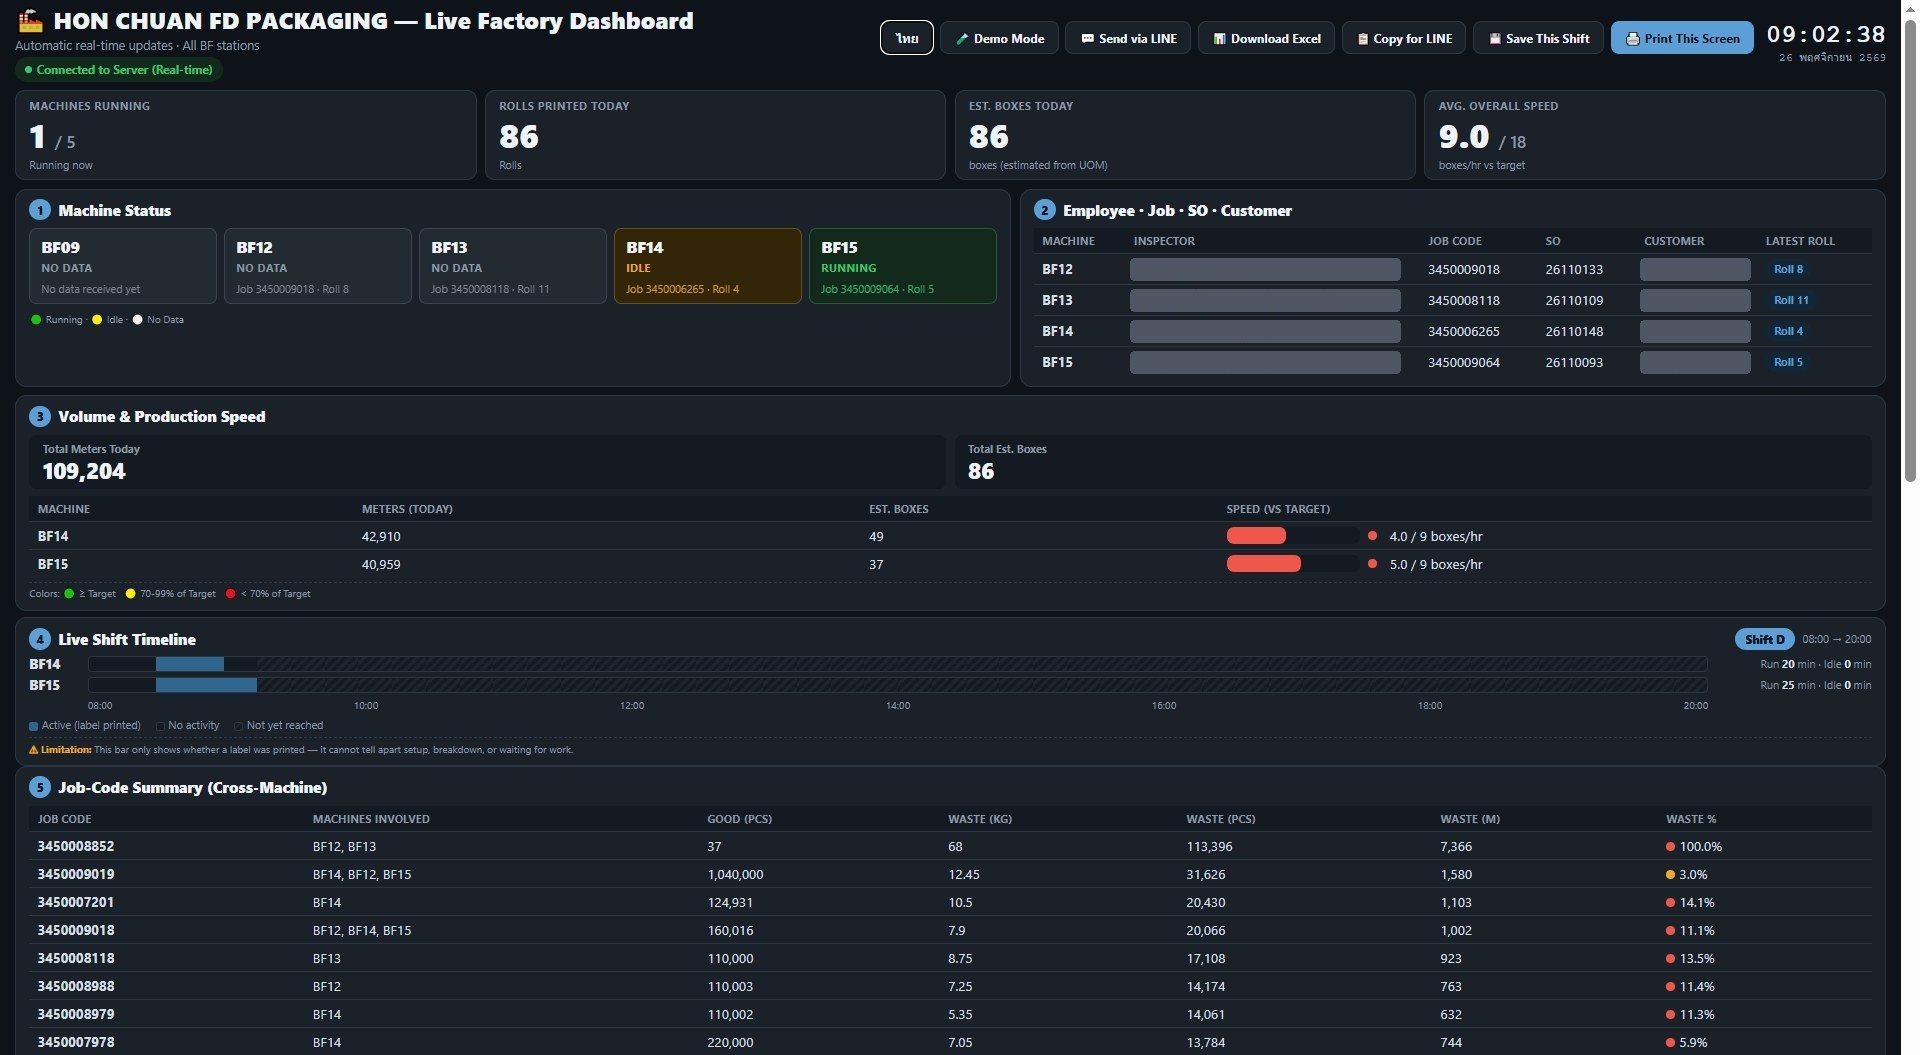 HON CHUAN FD PACKAGING — Live Factory Dashboard
Automatic real-time updates · All BF stations
Connected to Server (Real-time)
ไทย
Demo Mode
Send via LINE
Download Excel
Copy for LINE
Save This Shift
Print This Screen
09:02:38
26 พฤศจิกายน 2569
MACHINES RUNNING
1 / 5
Running now
ROLLS PRINTED TODAY
86
Rolls
EST. BOXES TODAY
86
boxes (estimated from UOM)
AVG. OVERALL SPEED
9.0 / 18
boxes/hr vs target
1 Machine Status
BF09
NO DATA
No data received yet
BF12
NO DATA
Job 3450009018 · Roll 8
BF13
NO DATA
Job 3450008118 · Roll 11
BF14
IDLE
Job 3450006265 · Roll 4
BF15
RUNNING
Job 3450009064 · Roll 5
Running · Idle · No Data
2 Employee · Job · SO · Customer
MACHINE INSPECTOR JOB CODE SO CUSTOMER LATEST ROLL
BF12 3450009018 26110133 Roll 8
BF13 3450008118 26110109 Roll 11
BF14 3450006265 26110148 Roll 4
BF15 3450009064 26110093 Roll 5
3 Volume & Production Speed
Total Meters Today
109,204
Total Est. Boxes
86
MACHINE METERS (TODAY) EST. BOXES SPEED (VS TARGET)
BF14 42,910 49 4.0 / 9 boxes/hr
BF15 40,959 37 5.0 / 9 boxes/hr
Colors: ≥ Target 70-99% of Target < 70% of Target
4 Live Shift Timeline
Shift D 08:00 → 20:00
BF14 Run 20 min · Idle 0 min
BF15 Run 25 min · Idle 0 min
08:00 10:00 12:00 14:00 16:00 18:00 20:00
Active (label printed) No activity Not yet reached
⚠ Limitation: This bar only shows whether a label was printed — it cannot tell apart setup, breakdown, or waiting for work.
5 Job-Code Summary (Cross-Machine)
JOB CODE MACHINES INVOLVED GOOD (PCS) WASTE (KG) WASTE (PCS) WASTE (M) WASTE %
3450008852 BF12, BF13 37 68 113,396 7,366 100.0%
3450009019 BF14, BF12, BF15 1,040,000 12.45 31,626 1,580 3.0%
3450007201 BF14 124,931 10.5 20,430 1,103 14.1%
3450009018 BF12, BF14, BF15 160,016 7.9 20,066 1,002 11.1%
3450008118 BF13 110,000 8.75 17,108 923 13.5%
3450008988 BF12 110,003 7.25 14,174 763 11.4%
3450008979 BF14 110,002 5.35 14,061 632 11.3%
3450007978 BF14 220,000 7.05 13,784 744 5.9%